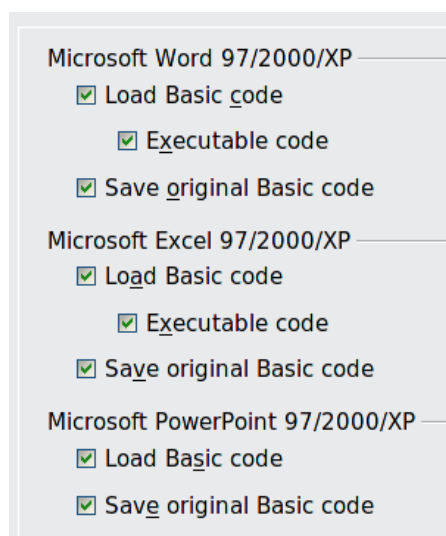 Microsoft Word 97/2000/XP
Load Basic code
Executable code
Save original Basic code
Microsoft Excel 97/2000/XP
Load Basic code
Executable code
Save original Basic code
Microsoft PowerPoint 97/2000/XP
Load Basic code
Save original Basic code